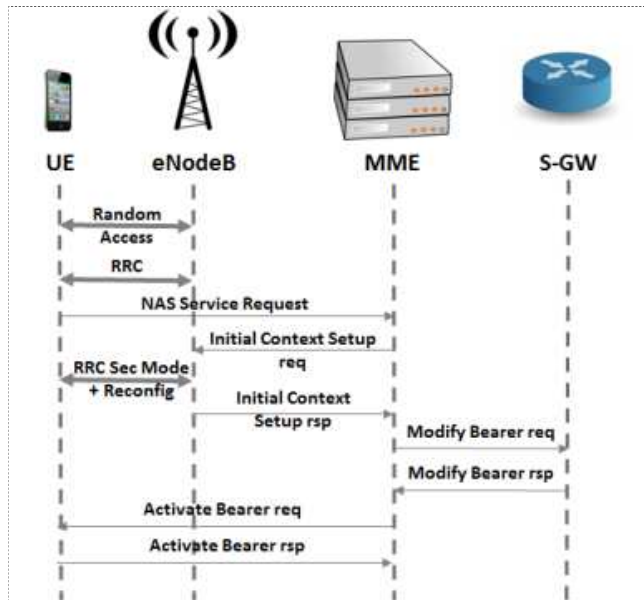 UE
eNodeB
MME
S-GW
Random
Access
RRC
NAS Service Request
Initial Context Setup
req
RRC Sec Mode
+ Reconfig
Initial Context
Setup rsp
Modify Bearer req
Modify Bearer rsp
Activate Bearer req
Activate Bearer rsp